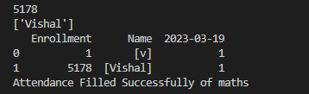 5178
['Vishal']
   Enrollment      Name  2023-03-19
0           1       [v]           1
1        5178  [Vishal]           1
Attendance Filled Successfully of maths